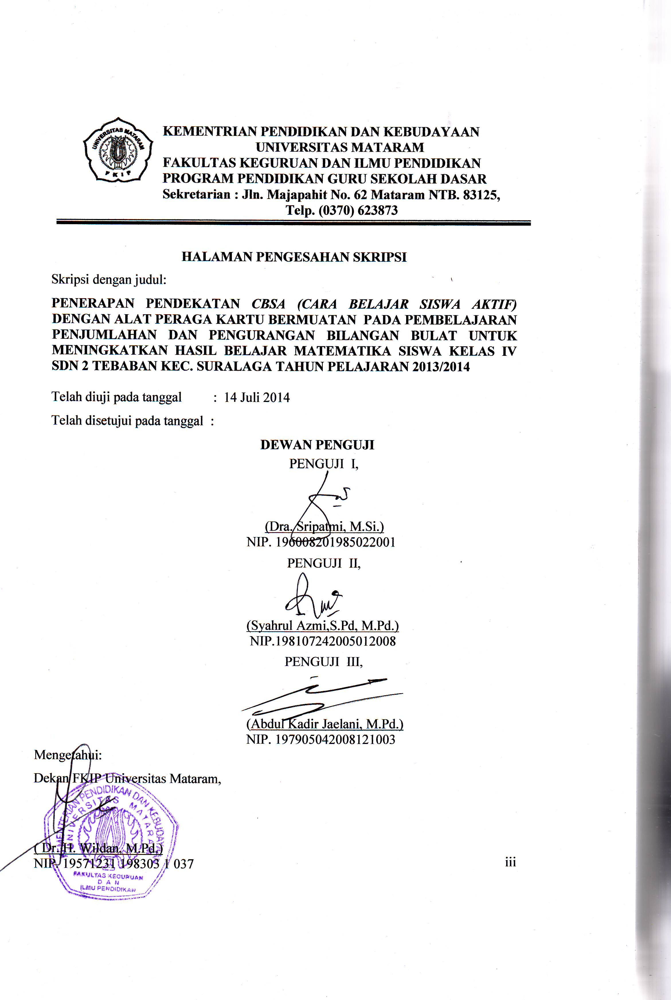 UNIVERSITAS MATARAM
FKIP
KEMENTRIAN PENDIDIKAN DAN KEBUDAYAAN
UNIVERSITAS MATARAM
FAKULTAS KEGURUAN DAN ILMU PENDIDIKAN
PROGRAM PENDIDIKAN GURU SEKOLAH DASAR
Sekretarian : Jln. Majapahit No. 62 Mataram NTB. 83125,
Telp. (0370) 623873
HALAMAN PENGESAHAN SKRIPSI
Skripsi dengan judul:
PENERAPAN PENDEKATAN CBSA (CARA BELAJAR SISWA AKTIF)
DENGAN ALAT PERAGA KARTU BERMUATAN PADA PEMBELAJARAN
PENJUMLAHAN DAN PENGURANGAN BILANGAN BULAT UNTUK
MENINGKATKAN HASIL BELAJAR MATEMATIKA SISWA KELAS IV
SDN 2 TEBABAN KEC. SURALAGA TAHUN PELAJARAN 2013/2014
Telah diuji pada tanggal : 14 Juli 2014
Telah disetujui pada tanggal :
DEWAN PENGUJI
PENGUJI I,
(Dra. Sripatmi, M.Si.)
NIP. 196008201985022001
PENGUJI II,
(Syahrul Azmi,S.Pd, M.Pd.)
NIP.198107242005012008
PENGUJI III,
(Abdul Kadir Jaelani, M.Pd.)
NIP. 197905042008121003
Mengetahui:
Dekan FKIP Universitas Mataram,
KEMENTERIAN PENDIDIKAN DAN KEBUDAYAAN
UNIVERSITAS MATARAM
( Dr. H. Wildan, M.Pd.)
NIP. 19571231 198303 1 037
FAKULTAS KEGURUAN
DAN
ILMU PENDIDIKAN
iii